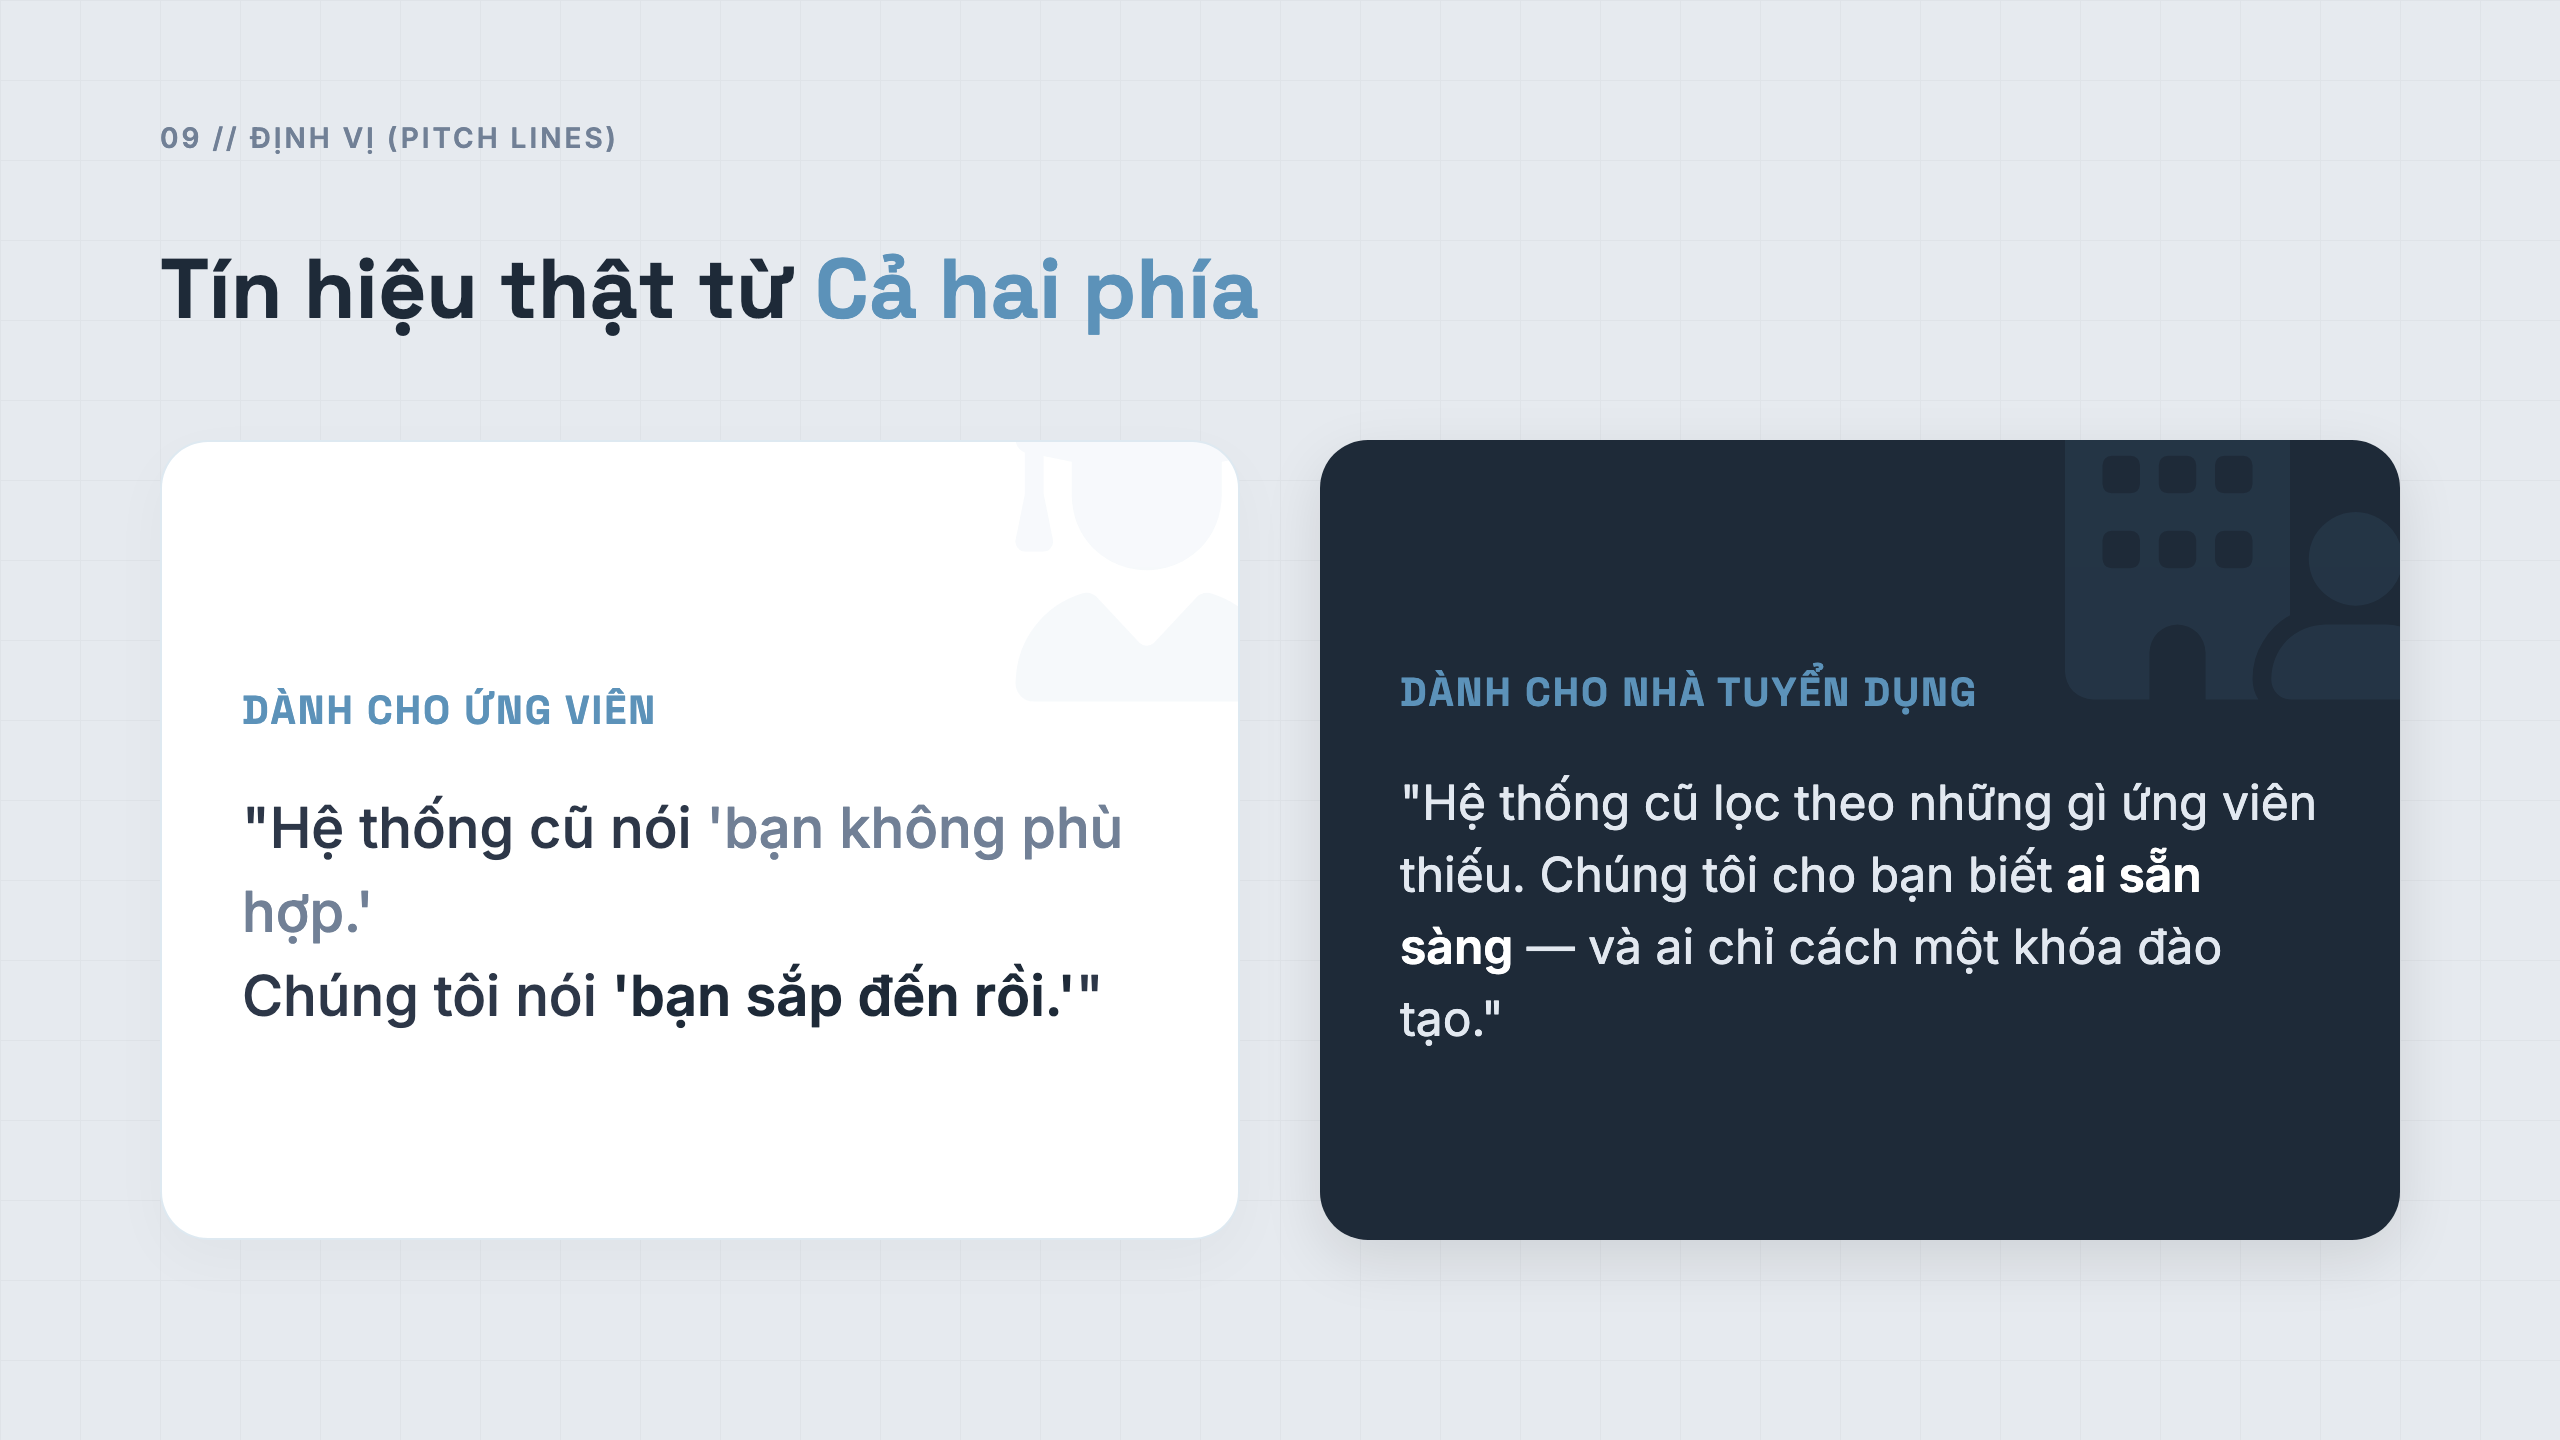 09 // ĐỊNH VỊ (PITCH LINES)
Tín hiệu thật từ Cả hai phía
DÀNH CHO ỨNG VIÊN
"Hệ thống cũ nói 'bạn không phù
hợp.'
Chúng tôi nói 'bạn sắp đến rồi.'"
DÀNH CHO NHÀ TUYỂN DỤNG
"Hệ thống cũ lọc theo những gì ứng viên
thiếu. Chúng tôi cho bạn biết ai sẵn
sàng — và ai chỉ cách một khóa đào
tạo."